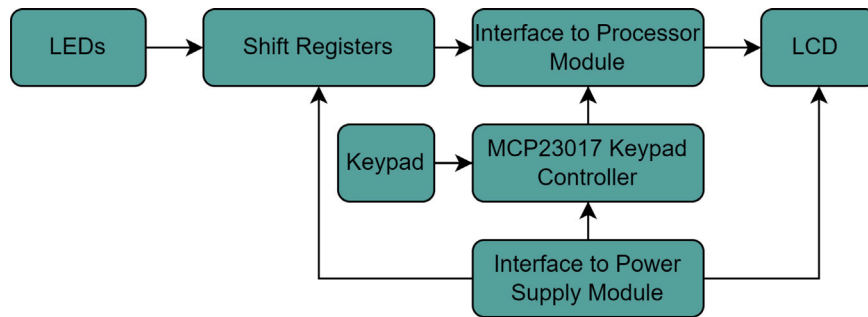 LEDs
Shift Registers
Interface to Processor
Module
LCD
Keypad
MCP23017 Keypad
Controller
Interface to Power
Supply Module